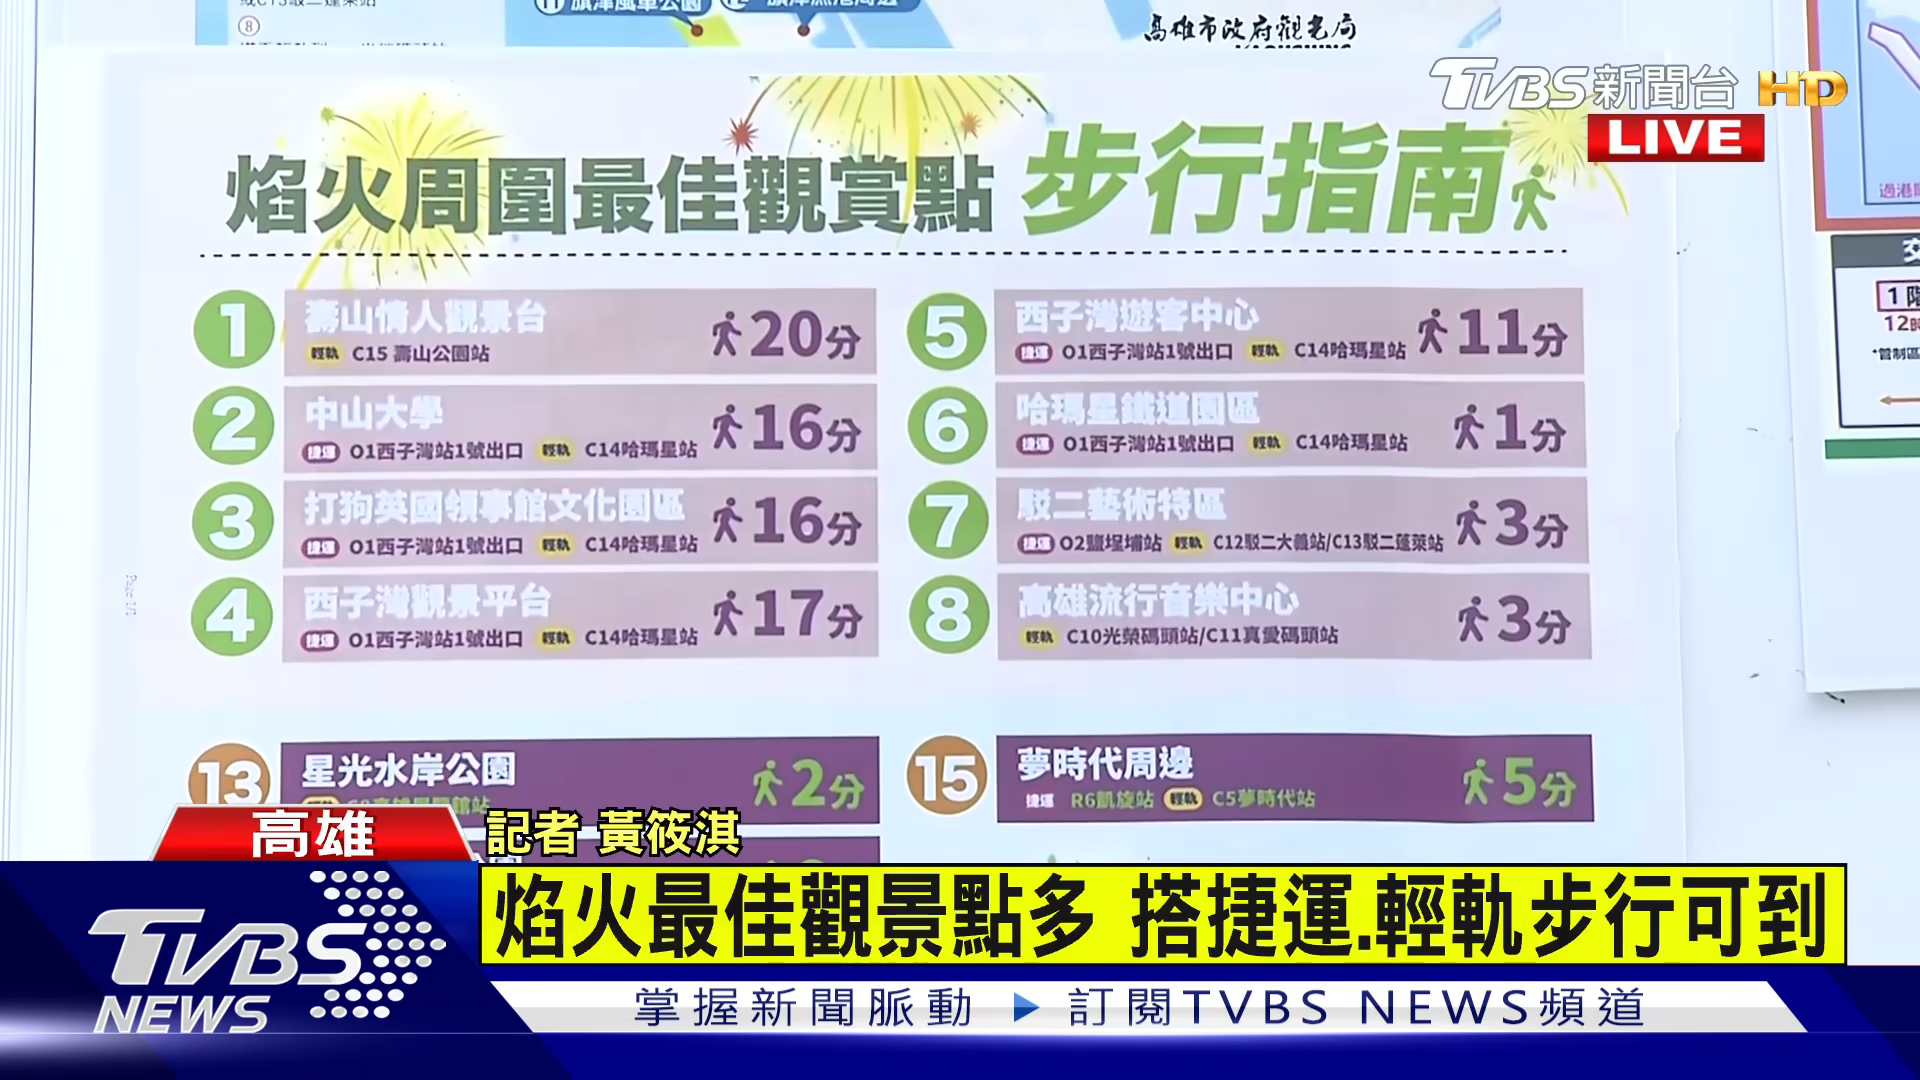 ⑧
高雄市政府觀光局
TVBS新聞台 HD
LIVE
焰火周圍最佳觀賞點 步行指南
1 壽山情人觀景台 20分
輕軌 C15 壽山公園站
2 中山大學 16分
捷運 O1西子灣站1號出口 輕軌 C14哈瑪星站
3 打狗英國領事館文化園區 16分
捷運 O1西子灣站1號出口 輕軌 C14哈瑪星站
4 西子灣觀景平台 17分
捷運 O1西子灣站1號出口 輕軌 C14哈瑪星站
5 西子灣遊客中心 11分
捷運 O1西子灣站1號出口 輕軌 C14哈瑪星站
6 哈瑪星鐵道園區 1分
捷運 O1西子灣站1號出口 輕軌 C14哈瑪星站
7 駁二藝術特區 3分
捷運 O2鹽埕埔站 輕軌 C12駁二大義站/C13駁二蓬萊站
8 高雄流行音樂中心 3分
輕軌 C10光榮碼頭站/C11真愛碼頭站
13 星光水岸公園 2分
15 夢時代周邊 5分
捷運 R6凱旋站 輕軌 C5夢時代站
Page 1/1
過港
交
1階
12時
*管制區
高雄
記者 黃筱淇
焰火最佳觀景點多 搭捷運.輕軌步行可到
TVBS NEWS
掌握新聞脈動 ▶ 訂閱TVBS NEWS頻道